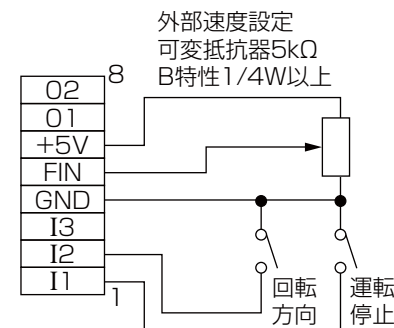 外部速度設定
可変抵抗器5kΩ
B特性1/4W以上
8
O2
O1
+5V
FIN
GND
I3
I2
I1
1
回転
方向
運転
停止